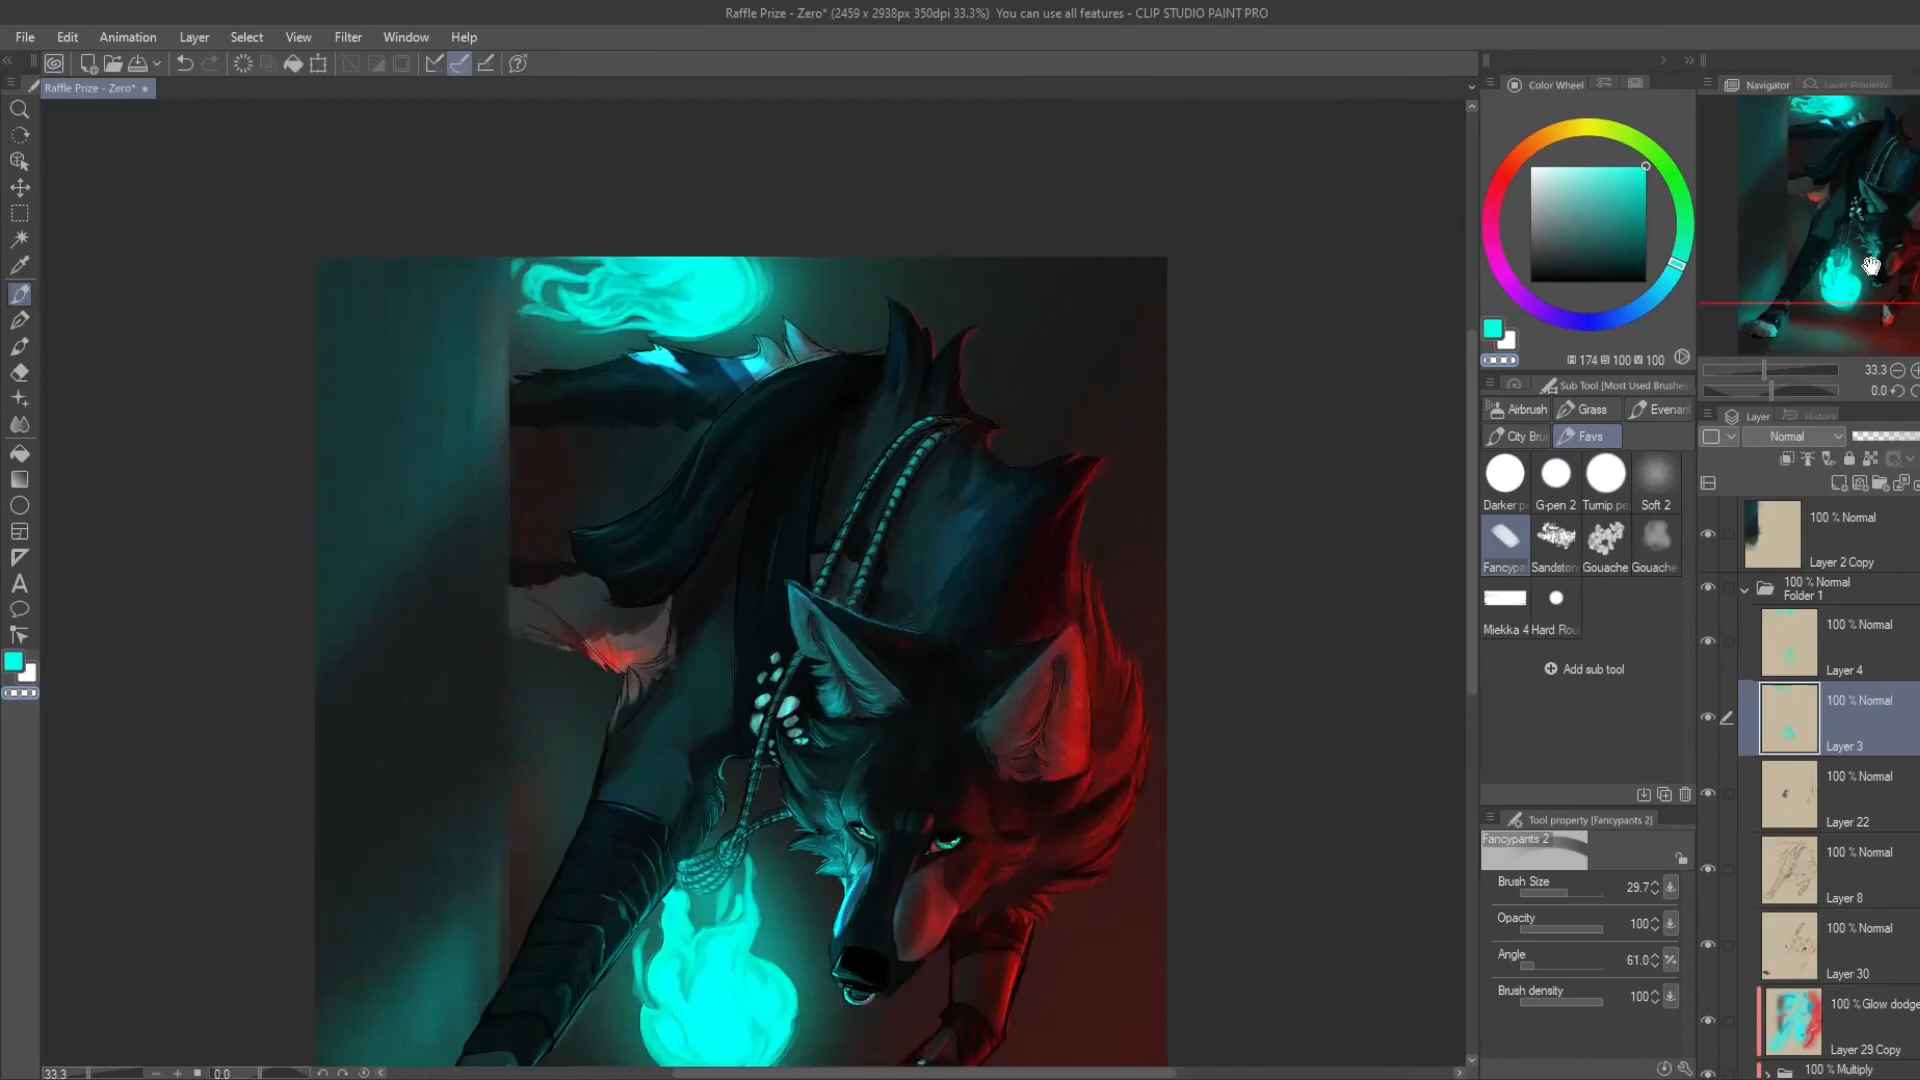 Raffle Prize - Zero* (2459 x 2938px 350dpi 33.3%)  You can use all features - CLIP STUDIO PAINT PRO
File Edit Animation Layer Select View Filter Window Help
Raffle Prize - Zero*
Color Wheel
Navigator Layer Property
174 100 V 100
33.3
0.0
Sub Tool [Most Used Brushes
Airbrush Grass Evenan
City Bru Favs
Darker p G-pen 2 Turnip pe Soft 2
Fancypa Sandston Gouache Gouache
Miekka 4 Hard Rou
Add sub tool
Layer History
Normal
100 % Normal
Layer 2 Copy
100 % Normal
Folder 1
100 % Normal
Layer 4
100 % Normal
Layer 3
100 % Normal
Layer 22
100 % Normal
Layer 8
100 % Normal
Layer 30
100 % Glow dodge
Layer 29 Copy
100 % Multiply
Tool property [Fancypants 2]
Fancypants 2
Brush Size 29.7
Opacity 100
Angle 61.0
Brush density 100
A
33.3 0.0